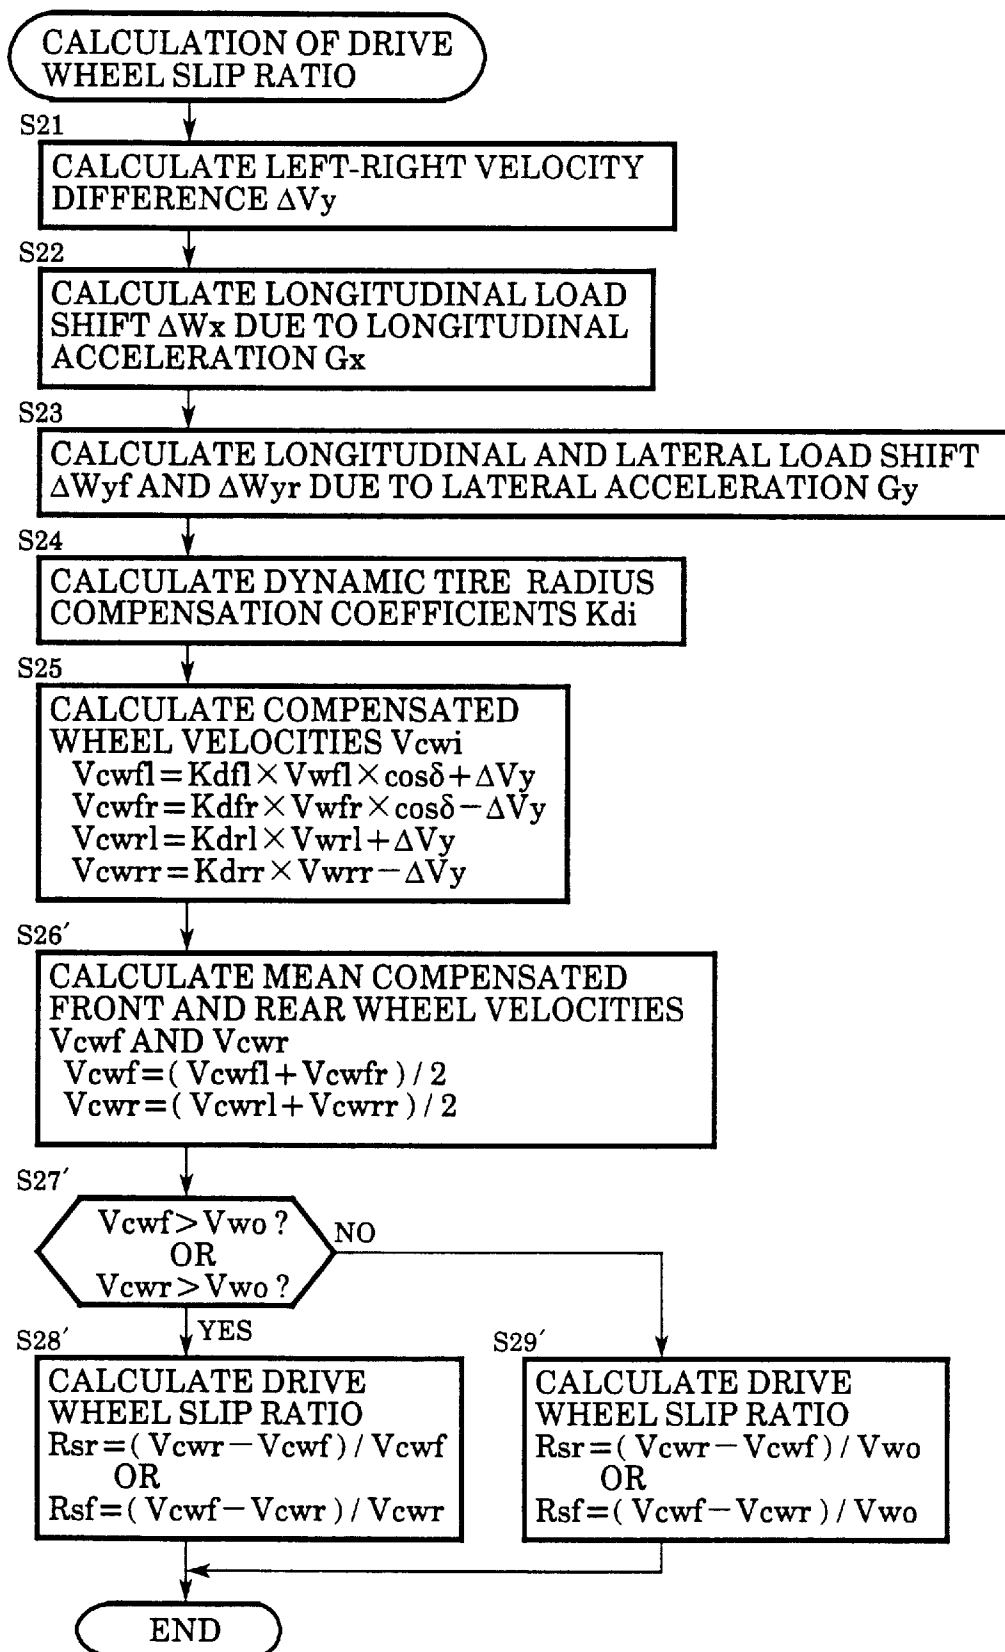 CALCULATION OF DRIVE
WHEEL SLIP RATIO
S21
CALCULATE LEFT-RIGHT VELOCITY
DIFFERENCE ΔVy
S22
CALCULATE LONGITUDINAL LOAD
SHIFT ΔWx DUE TO LONGITUDINAL
ACCELERATION Gx
S23
CALCULATE LONGITUDINAL AND LATERAL LOAD SHIFT
ΔWyf AND ΔWyr DUE TO LATERAL ACCELERATION Gy
S24
CALCULATE DYNAMIC TIRE RADIUS
COMPENSATION COEFFICIENTS Kdi
S25
CALCULATE COMPENSATED
WHEEL VELOCITIES Vcwi
Vcwfl=Kdfl×Vwfl×cosδ+ΔVy
Vcwfr=Kdfr×Vwfr×cosδ−ΔVy
Vcwrl=Kdrl×Vwrl+ΔVy
Vcwrr=Kdrr×Vwrr−ΔVy
S26′
CALCULATE MEAN COMPENSATED
FRONT AND REAR WHEEL VELOCITIES
Vcwf AND Vcwr
Vcwf=(Vcwfl+Vcwfr)/2
Vcwr=(Vcwrl+Vcwrr)/2
S27′
Vcwf>Vwo?
OR
Vcwr>Vwo?
NO
YES
S28′
CALCULATE DRIVE
WHEEL SLIP RATIO
Rsr=(Vcwr−Vcwf)/Vcwf
OR
Rsf=(Vcwf−Vcwr)/Vcwr
S29′
CALCULATE DRIVE
WHEEL SLIP RATIO
Rsr=(Vcwr−Vcwf)/Vwo
OR
Rsf=(Vcwf−Vcwr)/Vwo
END